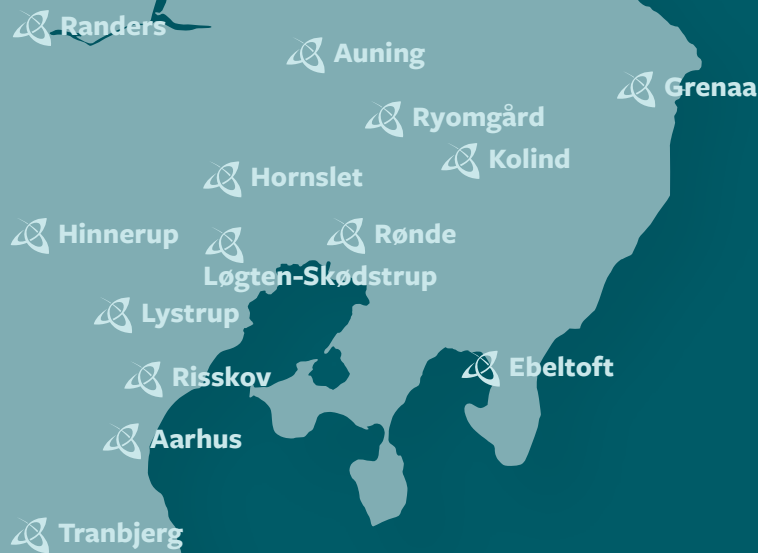 Randers
Auning
Grenaa
Ryomgård
Kolind
Hornslet
Hinnerup
Rønde
Løgten-Skødstrup
Lystrup
Ebeltoft
Risskov
Aarhus
Tranbjerg